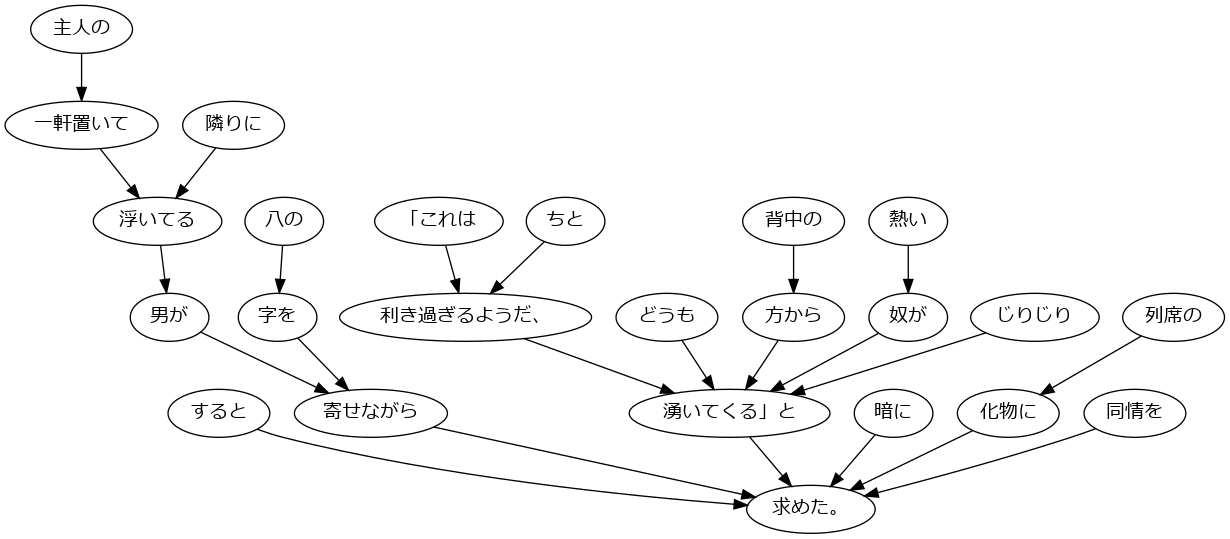 主人の
一軒置いて
隣りに
浮いてる
八の
「これは
ちと
背中の
熱い
男が
字を
利き過ぎるようだ、
どうも
方から
奴が
じりじり
列席の
すると
寄せながら
湧いてくる」と
暗に
化物に
同情を
求めた。